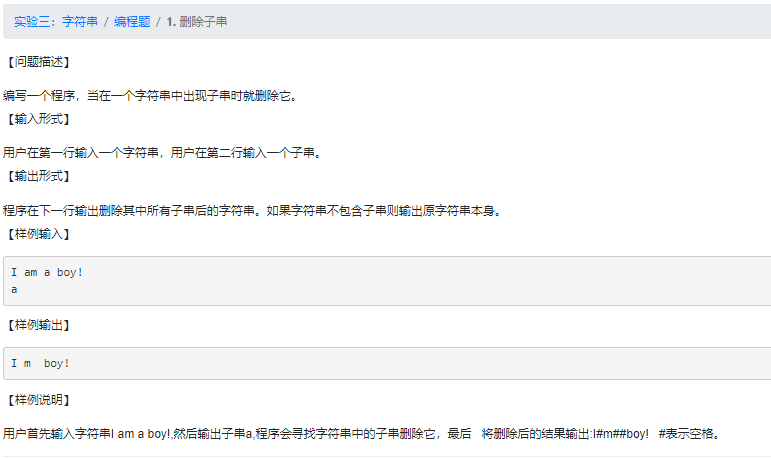 实验三：字符串 / 编程题 / 1. 删除子串
【问题描述】
编写一个程序，当在一个字符串中出现子串时就删除它。
【输入形式】
用户在第一行输入一个字符串，用户在第二行输入一个子串。
【输出形式】
程序在下一行输出删除其中所有子串后的字符串。如果字符串不包含子串则输出原字符串本身。
【样例输入】
I am a boy!
a
【样例输出】
I m  boy!
【样例说明】
用户首先输入字符串I am a boy!,然后输出子串a,程序会寻找字符串中的子串删除它，最后   将删除后的结果输出:I#m##boy!   #表示空格。